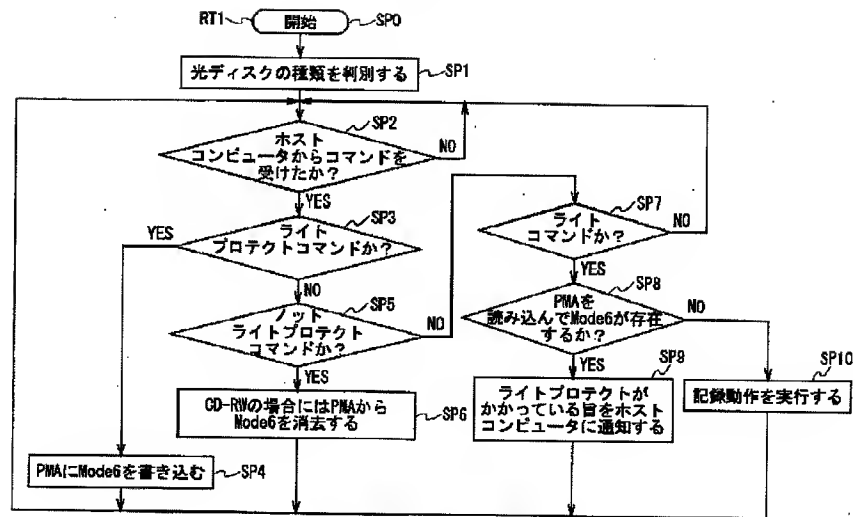 RT1
開始
SP0
光ディスクの種類を判別する
SP1
SP2
ホスト
コンピュータからコマンドを
受けたか?
NO
YES
SP3
ライト
プロテクトコマンドか?
YES
NO
SP5
ノット
ライトプロテクト
コマンドか?
NO
YES
CD-RWの場合にはPMAから
Mode6を消去する
SP6
PMAにMode6を書き込む
SP4
SP7
ライト
コマンドか?
NO
YES
SP8
PMAを
読み込んでMode6が存在
するか?
NO
YES
SP9
ライトプロテクトが
かかっている旨をホスト
コンピュータに通知する
SP10
記録動作を実行する